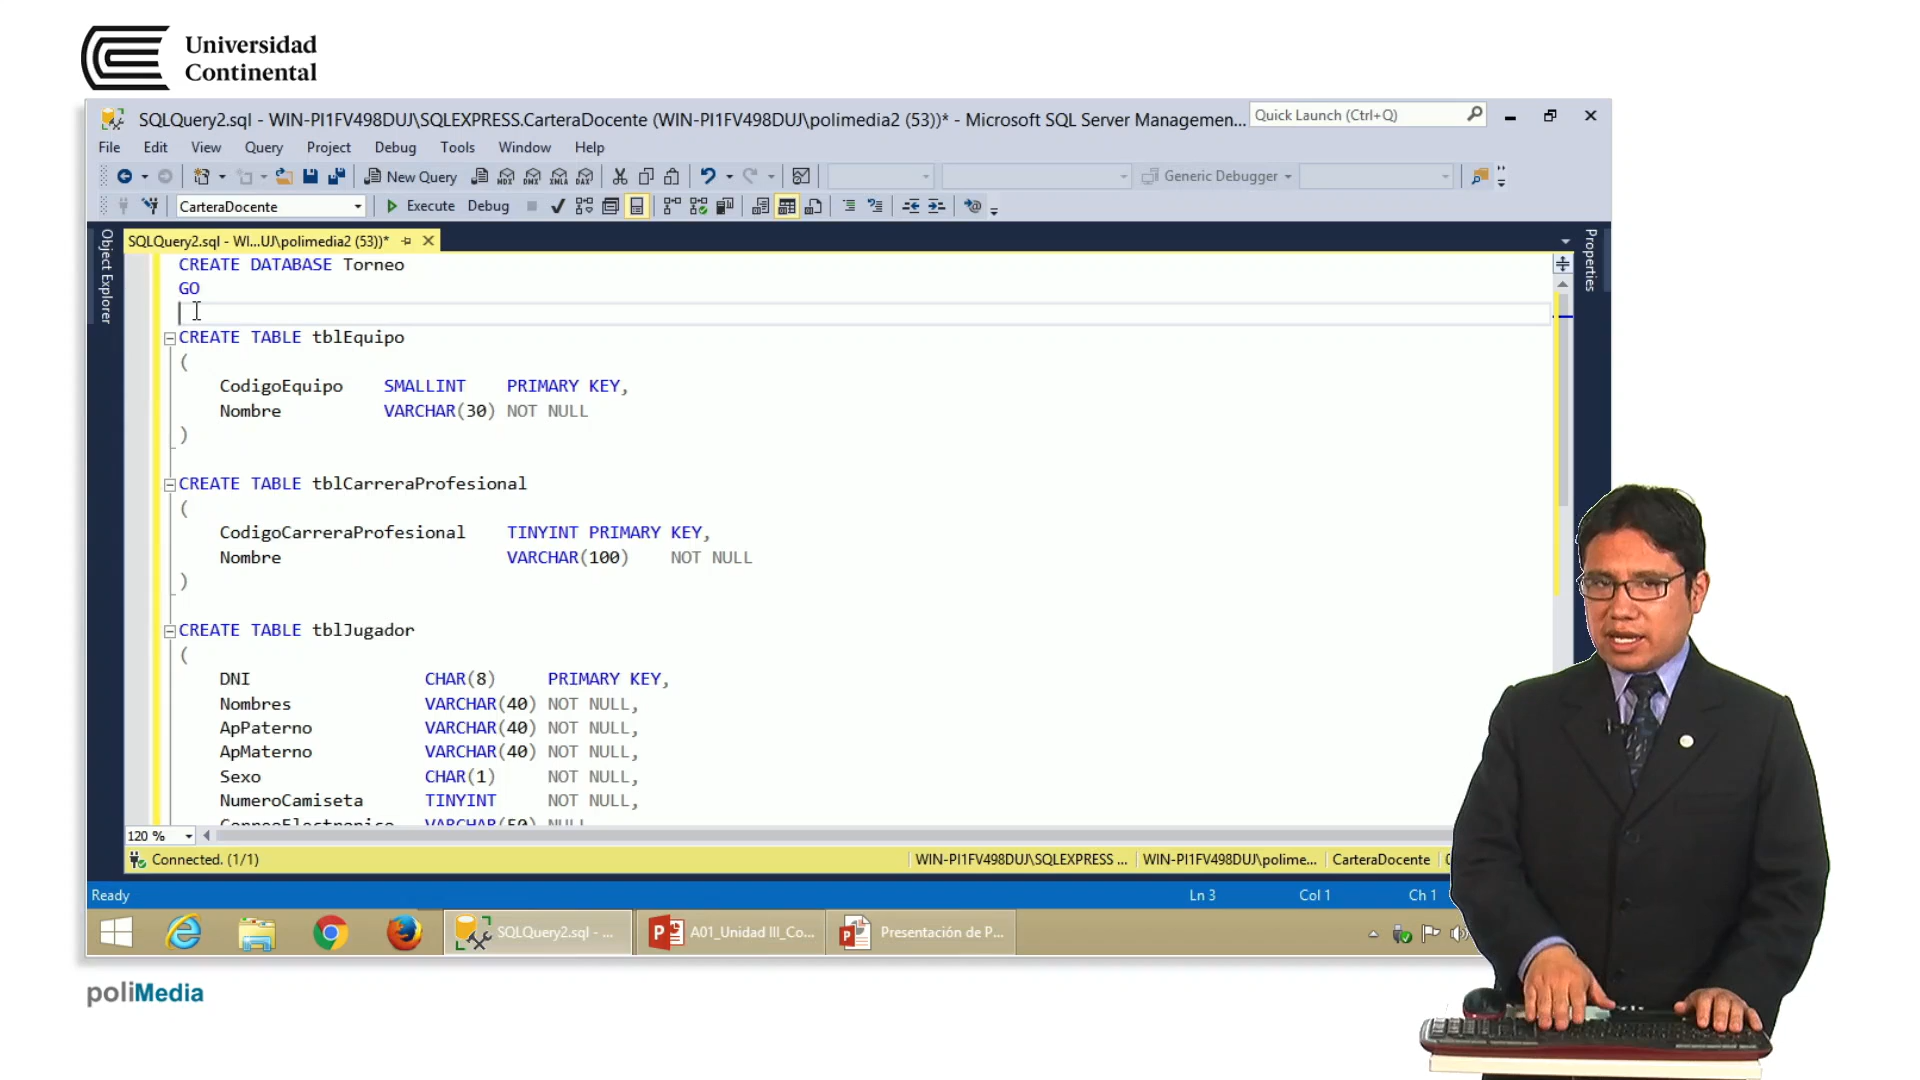 Universidad
Continental
SQLQuery2.sql - WIN-PI1FV498DUJ\SQLEXPRESS.CarteraDocente (WIN-PI1FV498DUJ\polimedia2 (53))* - Microsoft SQL Server Managemen...
Quick Launch (Ctrl+Q)
File Edit View Query Project Debug Tools Window Help
New Query
Generic Debugger
CarteraDocente
Execute Debug
Object Explorer
SQLQuery2.sql - WI...UJ\polimedia2 (53))*
Properties
CREATE DATABASE Torneo
GO
CREATE TABLE tblEquipo
(
CodigoEquipo SMALLINT PRIMARY KEY,
Nombre VARCHAR(30) NOT NULL
)
CREATE TABLE tblCarreraProfesional
(
CodigoCarreraProfesional TINYINT PRIMARY KEY,
Nombre VARCHAR(100) NOT NULL
)
CREATE TABLE tblJugador
(
DNI CHAR(8) PRIMARY KEY,
Nombres VARCHAR(40) NOT NULL,
ApPaterno VARCHAR(40) NOT NULL,
ApMaterno VARCHAR(40) NOT NULL,
Sexo CHAR(1) NOT NULL,
NumeroCamiseta TINYINT NOT NULL,
CorreoElectronico VARCHAR(50) NULL
120 %
Connected. (1/1)
WIN-PI1FV498DUJ\SQLEXPRESS ...
WIN-PI1FV498DUJ\polime...
CarteraDocente
Ready
Ln 3
Col 1
Ch 1
SQLQuery2.sql - ...
A01_Unidad III_Co...
Presentación de P...
poliMedia